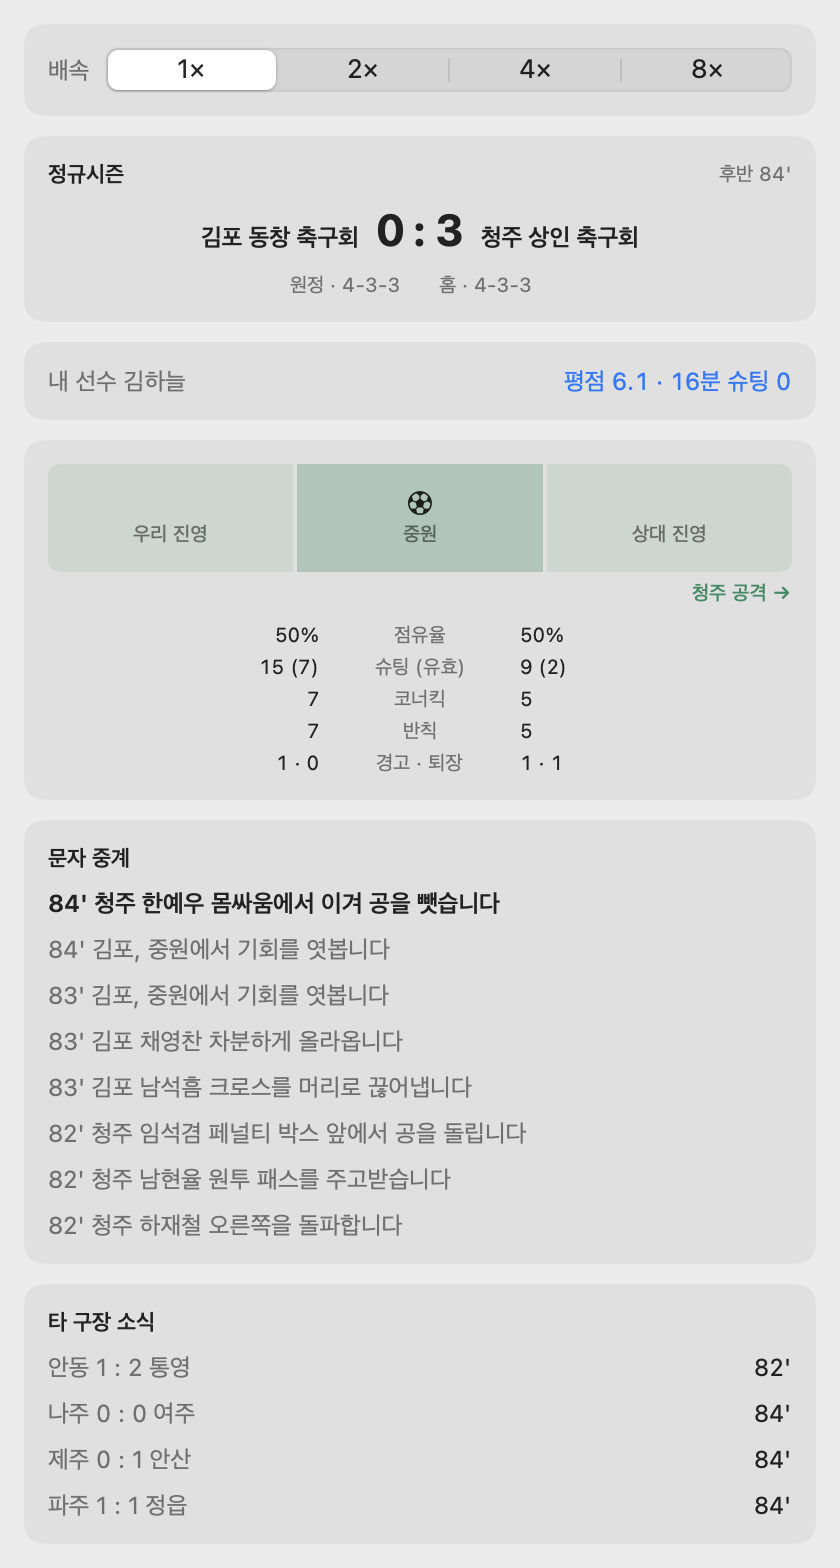 배속 1× 2× 4× 8×
정규시즌 후반 84'
김포 동창 축구회 0 : 3 청주 상인 축구회
원정 · 4-3-3 홈 · 4-3-3
내 선수 김하늘 평점 6.1 · 16분 슈팅 0
우리 진영 중원 상대 진영
청주 공격 →
50% 점유율 50%
15 (7) 슈팅 (유효) 9 (2)
7 코너킥 5
7 반칙 5
1 · 0 경고 · 퇴장 1 · 1
문자 중계
84' 청주 한예우 몸싸움에서 이겨 공을 뺏습니다
84' 김포, 중원에서 기회를 엿봅니다
83' 김포, 중원에서 기회를 엿봅니다
83' 김포 채영찬 차분하게 올라옵니다
83' 김포 남석흠 크로스를 머리로 끊어냅니다
82' 청주 임석겸 페널티 박스 앞에서 공을 돌립니다
82' 청주 남현율 원투 패스를 주고받습니다
82' 청주 하재철 오른쪽을 돌파합니다
타 구장 소식
안동 1 : 2 통영 82'
나주 0 : 0 여주 84'
제주 0 : 1 안산 84'
파주 1 : 1 정읍 84'